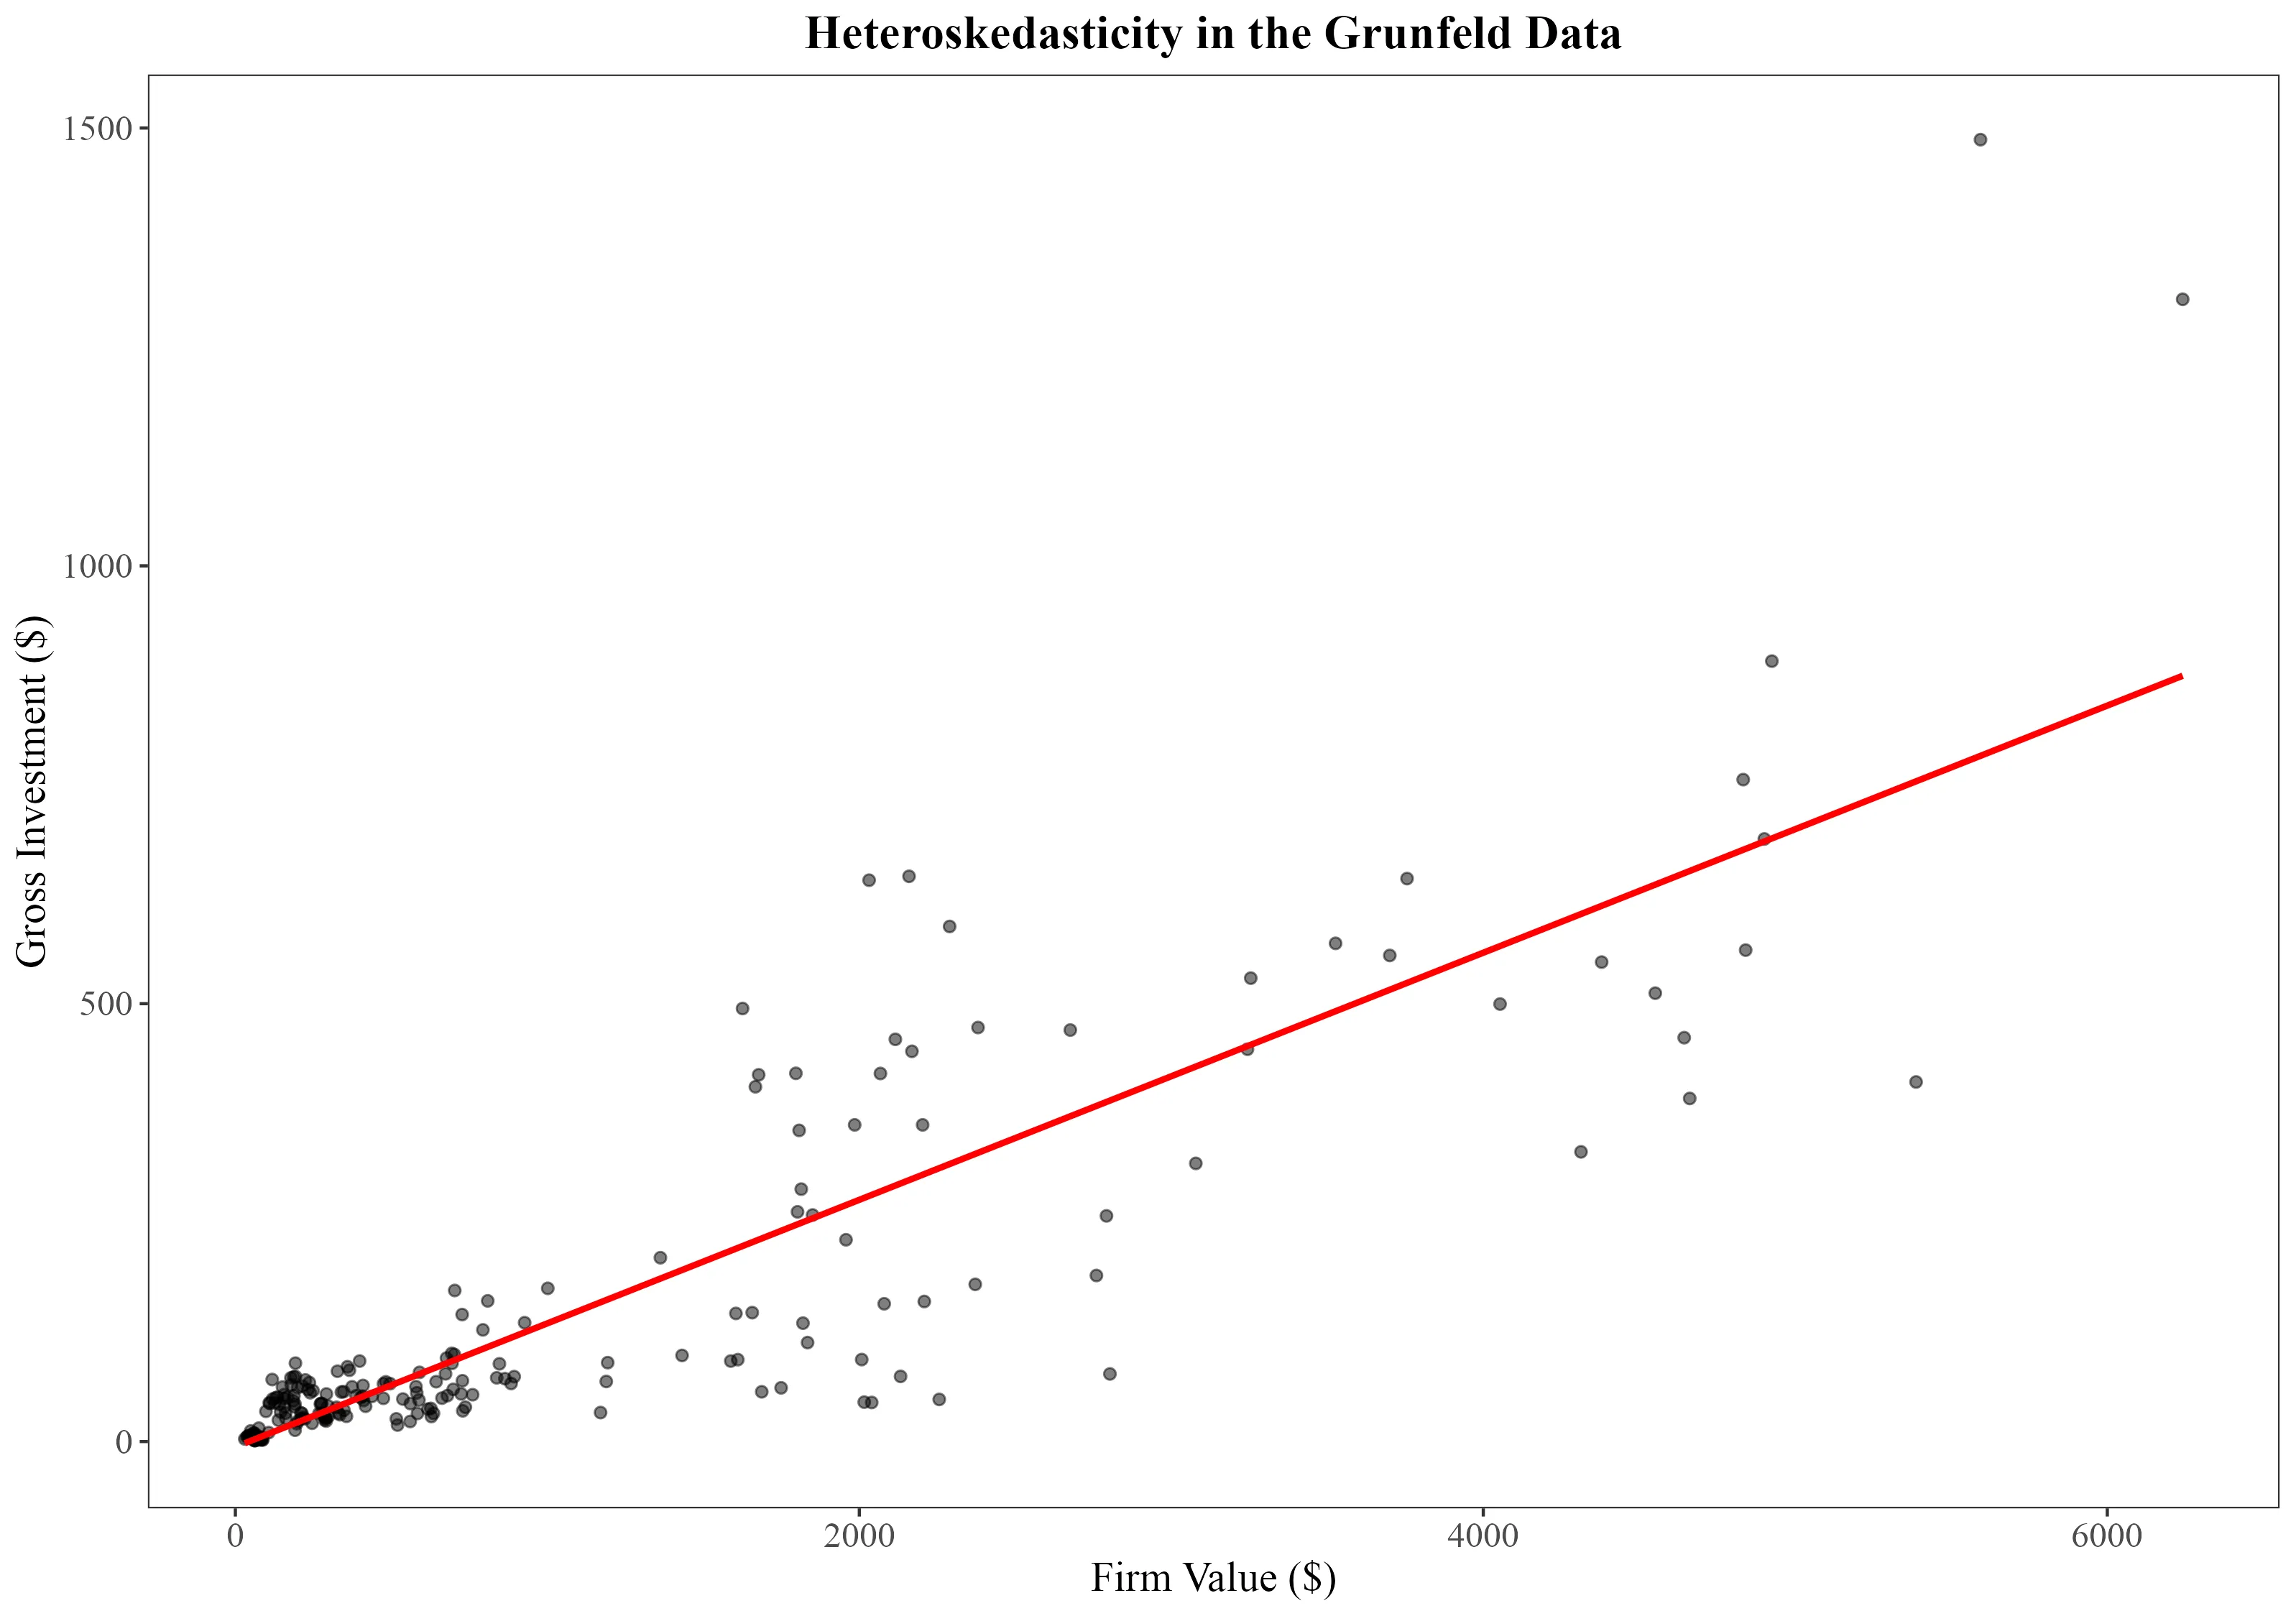 Heteroskedasticity in the Grunfeld Data
1500
1000
500
0
Gross Investment ($)
0 2000 4000 6000
Firm Value ($)